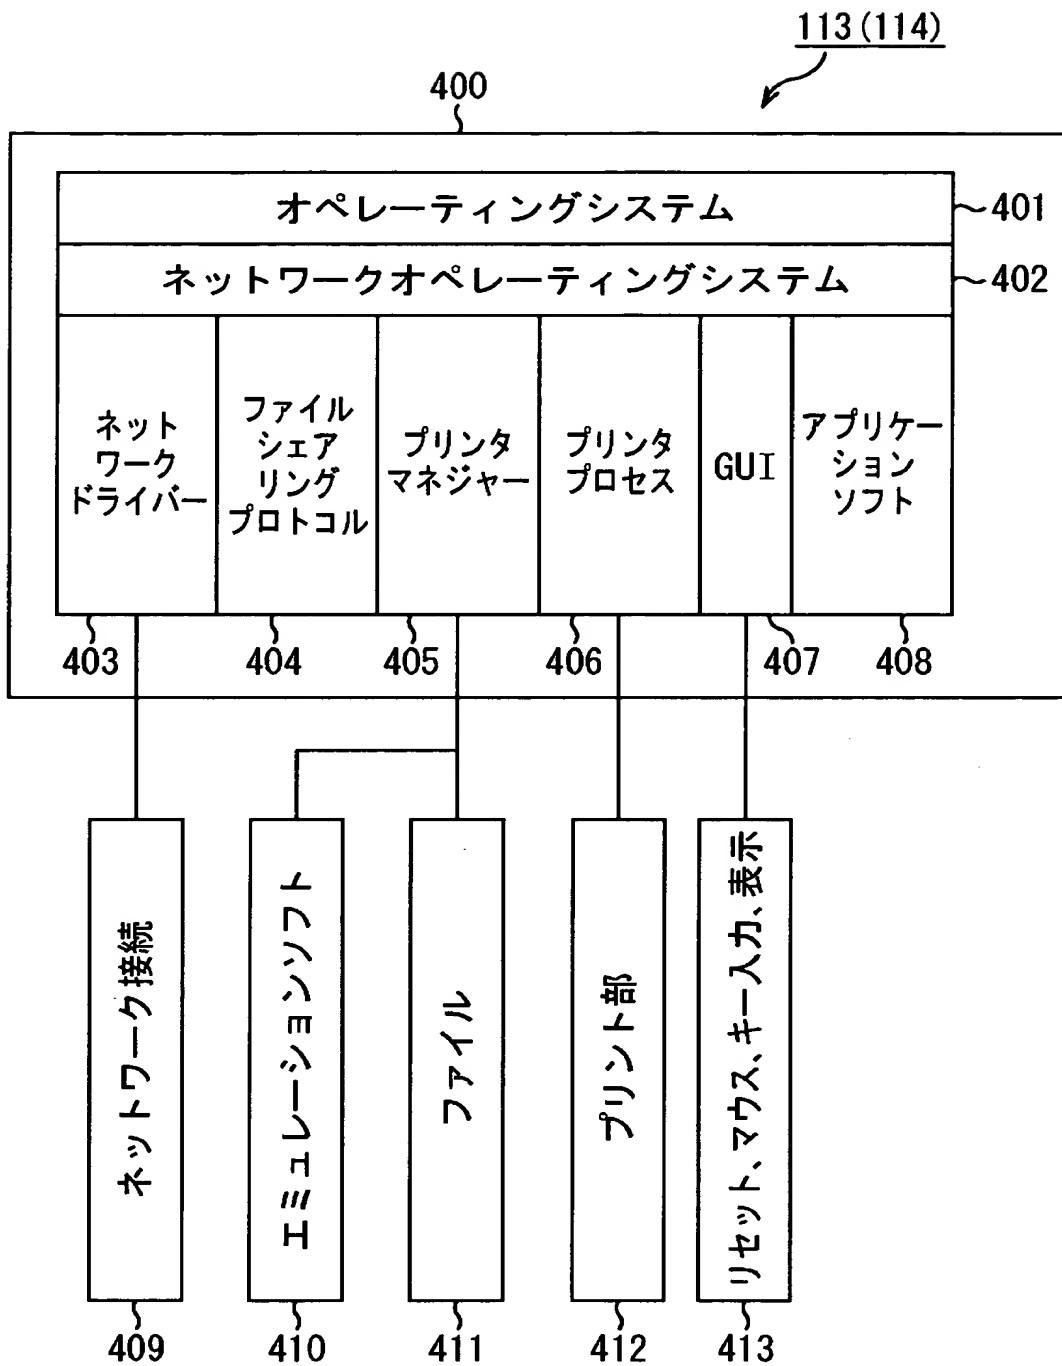 113(114)
400
オペレーティングシステム
401
ネットワークオペレーティングシステム
402
ネット
ワーク
ドライバー
ファイル
シェア
リング
プロトコル
プリンタ
マネジャー
プリンタ
プロセス
GUI
アプリケー
ション
ソフト
403
404
405
406
407
408
ネットワーク接続
エミュレーションソフト
ファイル
プリント部
リセット、マウス、キー入力、表示
409
410
411
412
413